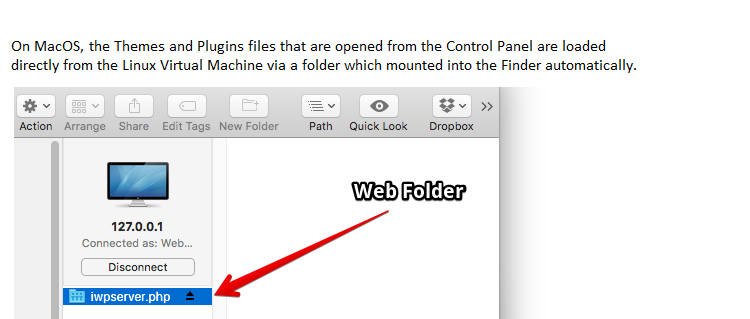 On MacOS, the Themes and Plugins files that are opened from the Control Panel are loaded
directly from the Linux Virtual Machine via a folder which mounted into the Finder automatically.
Action Arrange Share Edit Tags New Folder Path Quick Look Dropbox
Web Folder
127.0.0.1
Connected as: Web...
Disconnect
iwpserver.php